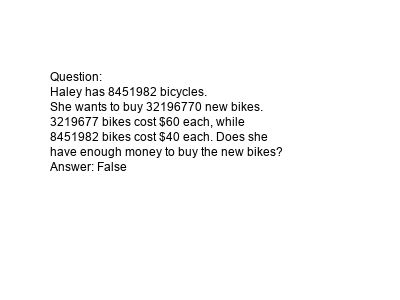 Question:
Haley has 8451982 bicycles.
She wants to buy 32196770 new bikes.
3219677 bikes cost $60 each, while
8451982 bikes cost $40 each. Does she
have enough money to buy the new bikes?
Answer: False